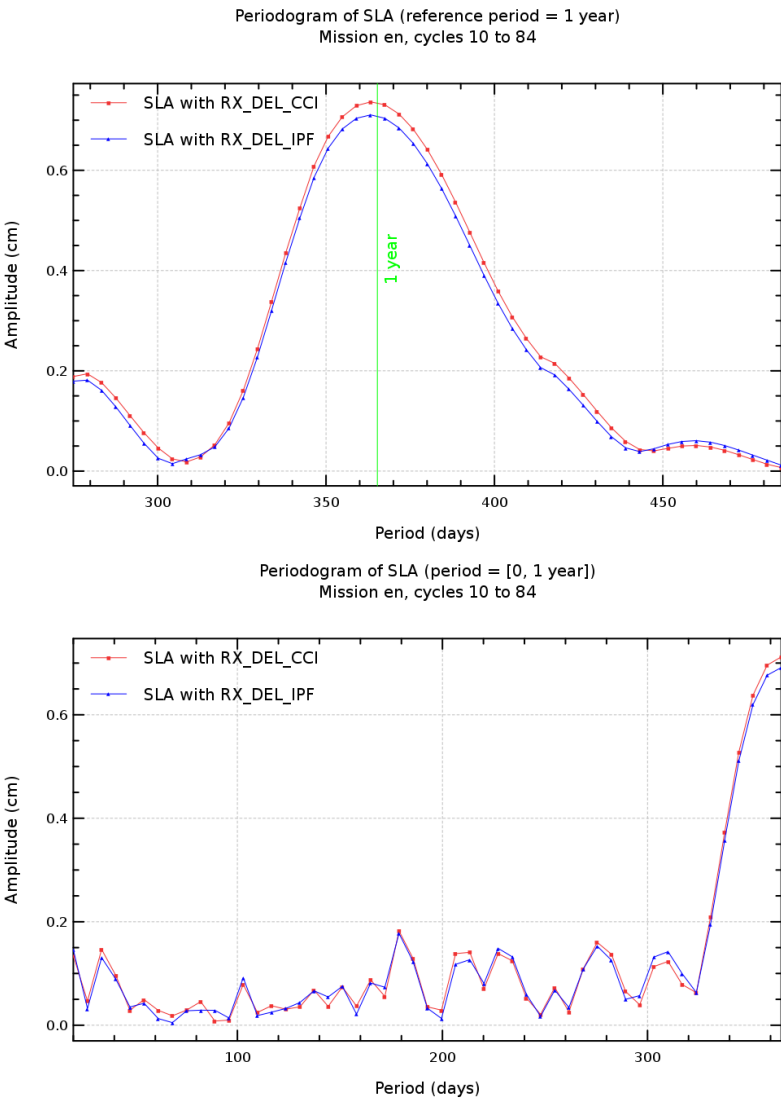 Periodogram of SLA (reference period = 1 year)
Mission en, cycles 10 to 84
SLA with RX_DEL_CCI
SLA with RX_DEL_IPF
0.6
0.4
0.2
0.0
Amplitude (cm)
1 year
300 350 400 450
Period (days)
Periodogram of SLA (period = [0, 1 year])
Mission en, cycles 10 to 84
SLA with RX_DEL_CCI
SLA with RX_DEL_IPF
0.6
0.4
0.2
0.0
Amplitude (cm)
100 200 300
Period (days)